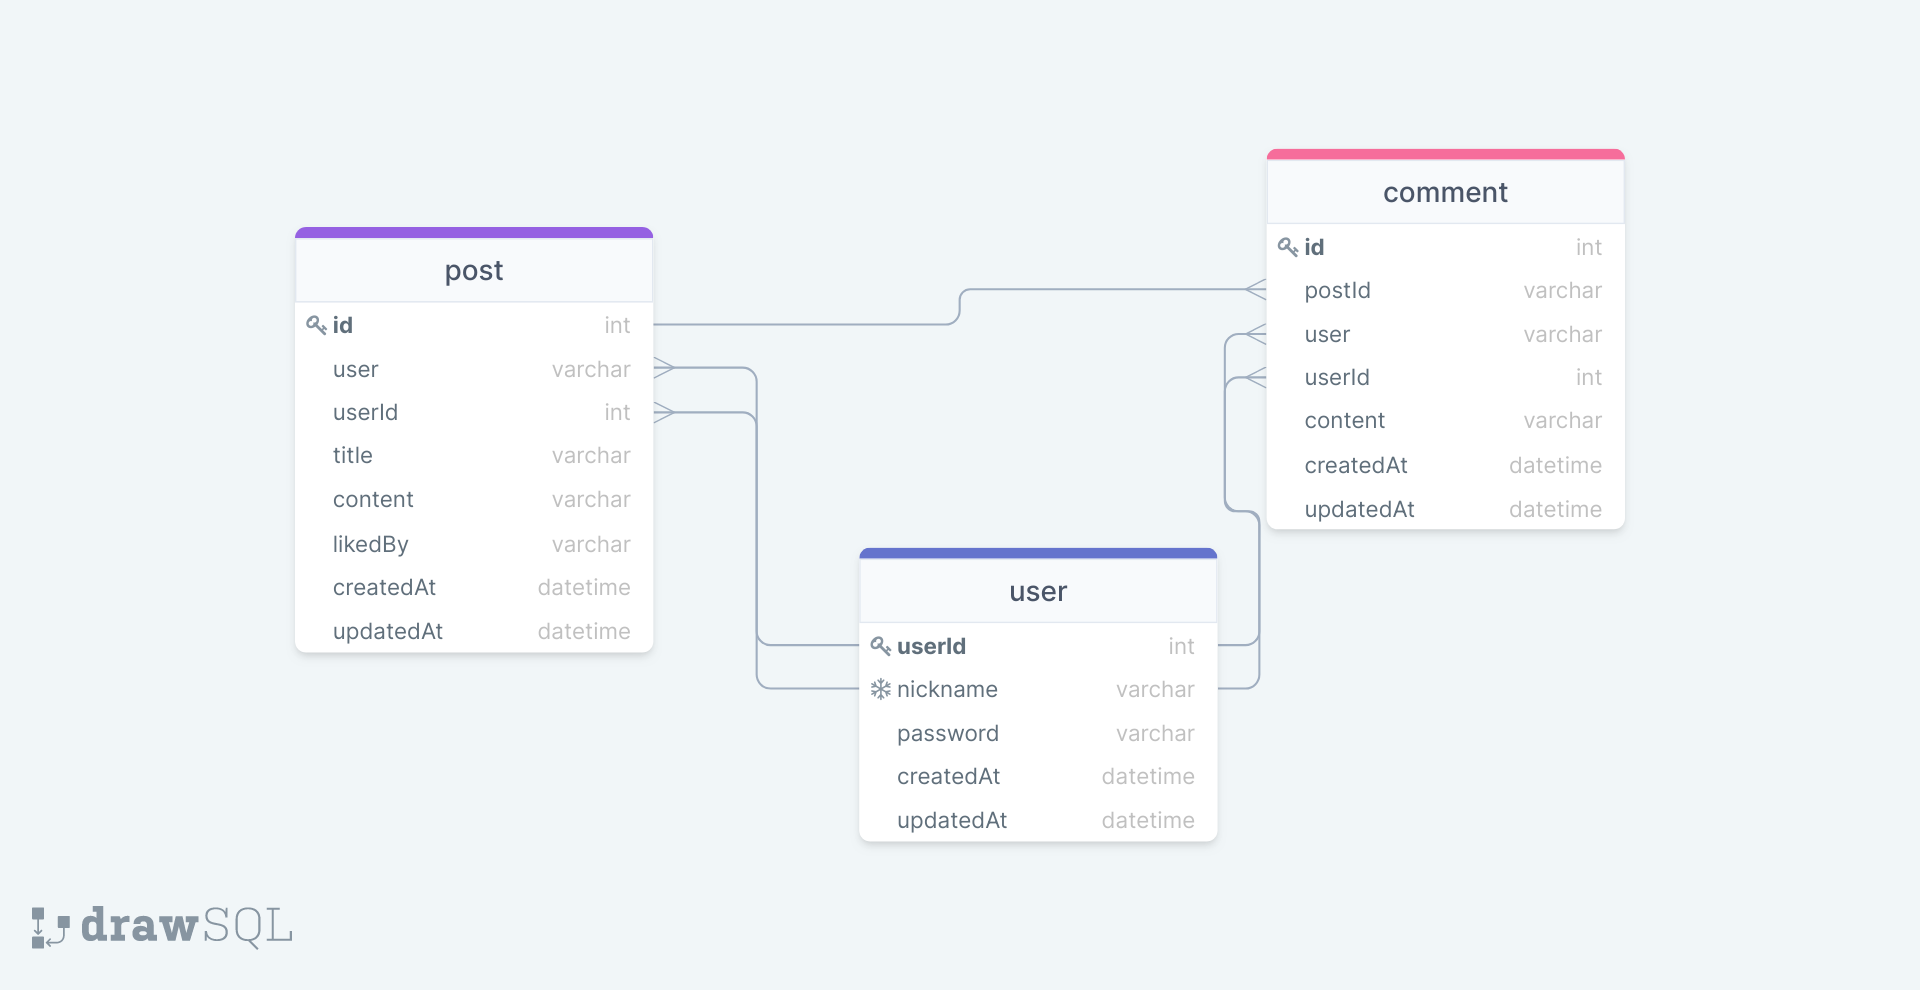 post
id int
user varchar
userId int
title varchar
content varchar
likedBy varchar
createdAt datetime
updatedAt datetime
comment
id int
postId varchar
user varchar
userId int
content varchar
createdAt datetime
updatedAt datetime
user
userId int
nickname varchar
password varchar
createdAt datetime
updatedAt datetime
drawSQL